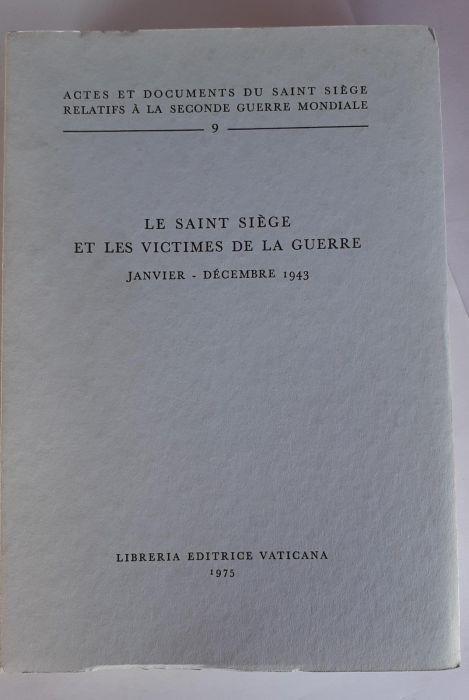 ACTES ET DOCUMENTS DU SAINT SIÈGE
RELATIFS À LA SECONDE GUERRE MONDIALE
9
LE SAINT SIÈGE
ET LES VICTIMES DE LA GUERRE
JANVIER - DÉCEMBRE 1943
LIBRERIA EDITRICE VATICANA
1975